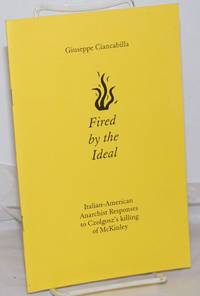 Giuseppe Ciancabilla
Fired
by the
Ideal
Italian-American
Anarchist Responses
to Czolgosz's killing
of McKinley